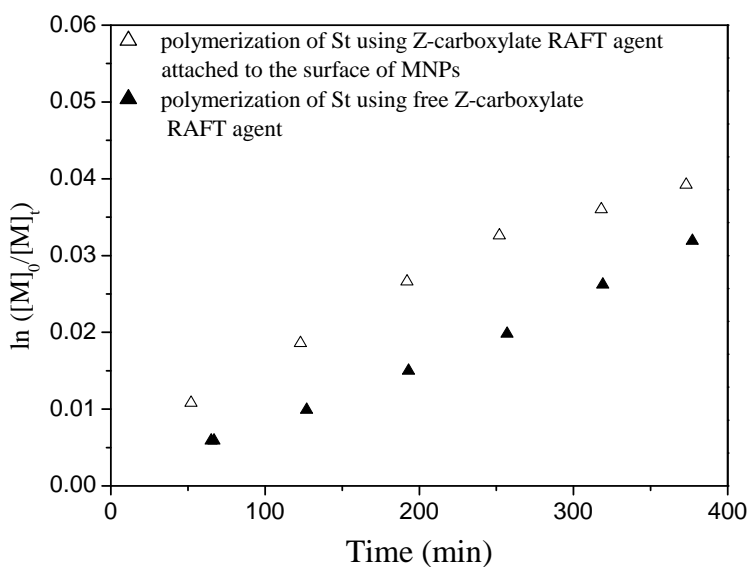 0.06
0.05
0.04
0.03
0.02
0.01
0.00
ln ([M]0/[M]t)
polymerization of St using Z-carboxylate RAFT agent
attached to the surface of MNPs
polymerization of St using free Z-carboxylate
RAFT agent
0 100 200 300 400
Time (min)